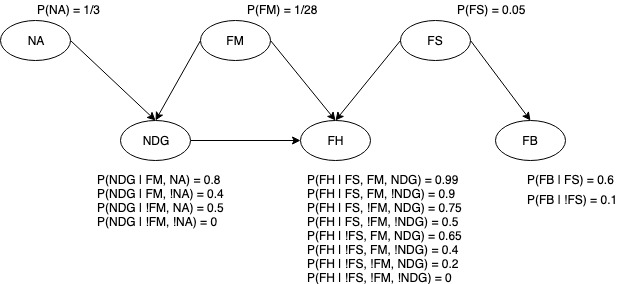 P(NA) = 1/3
P(FM) = 1/28
P(FS) = 0.05
NA
FM
FS
NDG
FH
FB
P(NDG | FM, NA) = 0.8
P(NDG | FM, !NA) = 0.4
P(NDG | !FM, NA) = 0.5
P(NDG | !FM, !NA) = 0
P(FH | FS, FM, NDG) = 0.99
P(FH | FS, FM, !NDG) = 0.9
P(FH | FS, !FM, NDG) = 0.75
P(FH | FS, !FM, !NDG) = 0.5
P(FH | !FS, FM, NDG) = 0.65
P(FH | !FS, FM, !NDG) = 0.4
P(FH | !FS, !FM, NDG) = 0.2
P(FH | !FS, !FM, !NDG) = 0
P(FB | FS) = 0.6
P(FB | !FS) = 0.1